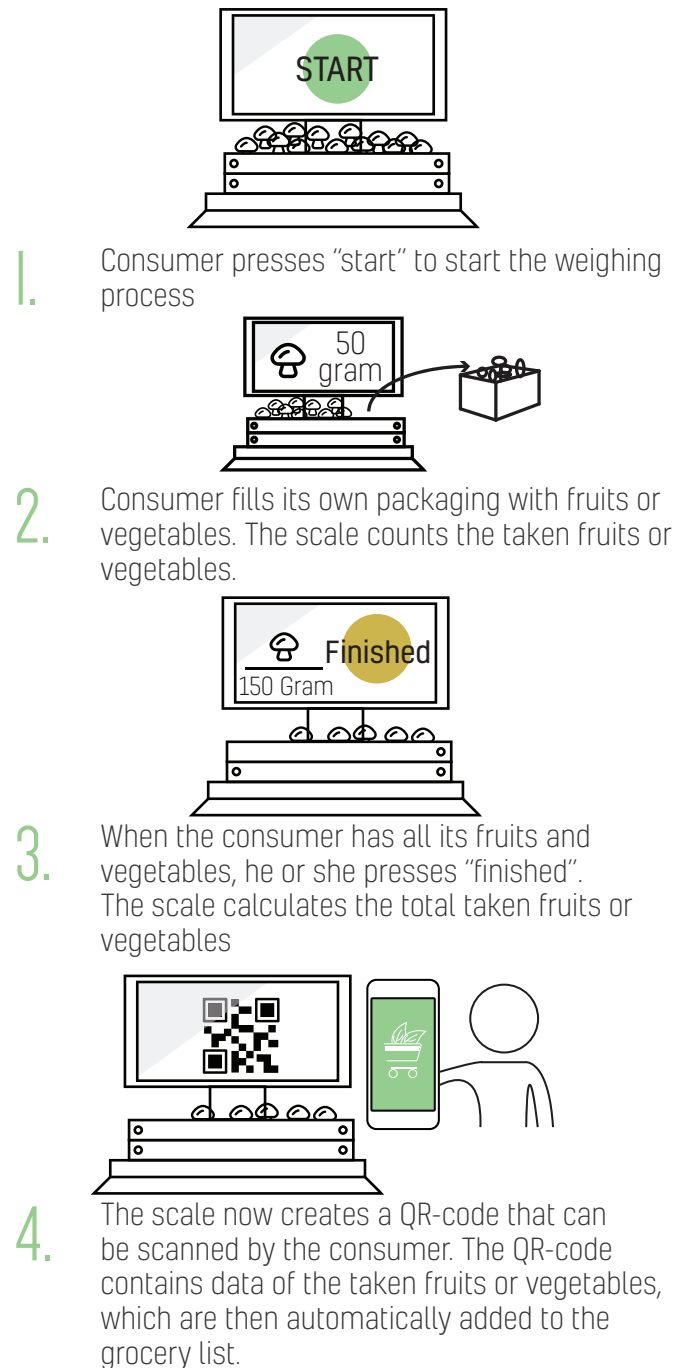 START
1. Consumer presses “start” to start the weighing
process
50
gram
2. Consumer fills its own packaging with fruits or
vegetables. The scale counts the taken fruits or
vegetables.
Finished
150 Gram
3. When the consumer has all its fruits and
vegetables, he or she presses “finished”.
The scale calculates the total taken fruits or
vegetables
4. The scale now creates a QR-code that can
be scanned by the consumer. The QR-code
contains data of the taken fruits or vegetables,
which are then automatically added to the
grocery list.